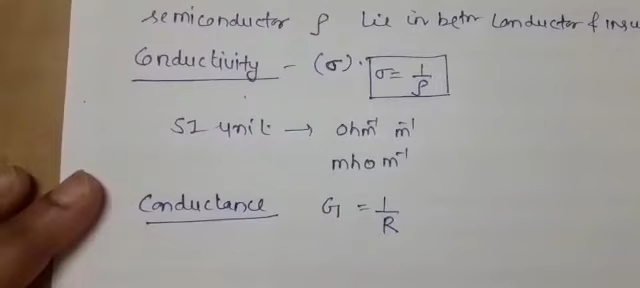 semiconductor ρ lie in betn conductor & insu
Conductivity - (σ). σ = 1/ρ
SI unit → ohm⁻¹ m⁻¹
mho m⁻¹
Conductance G = 1/R